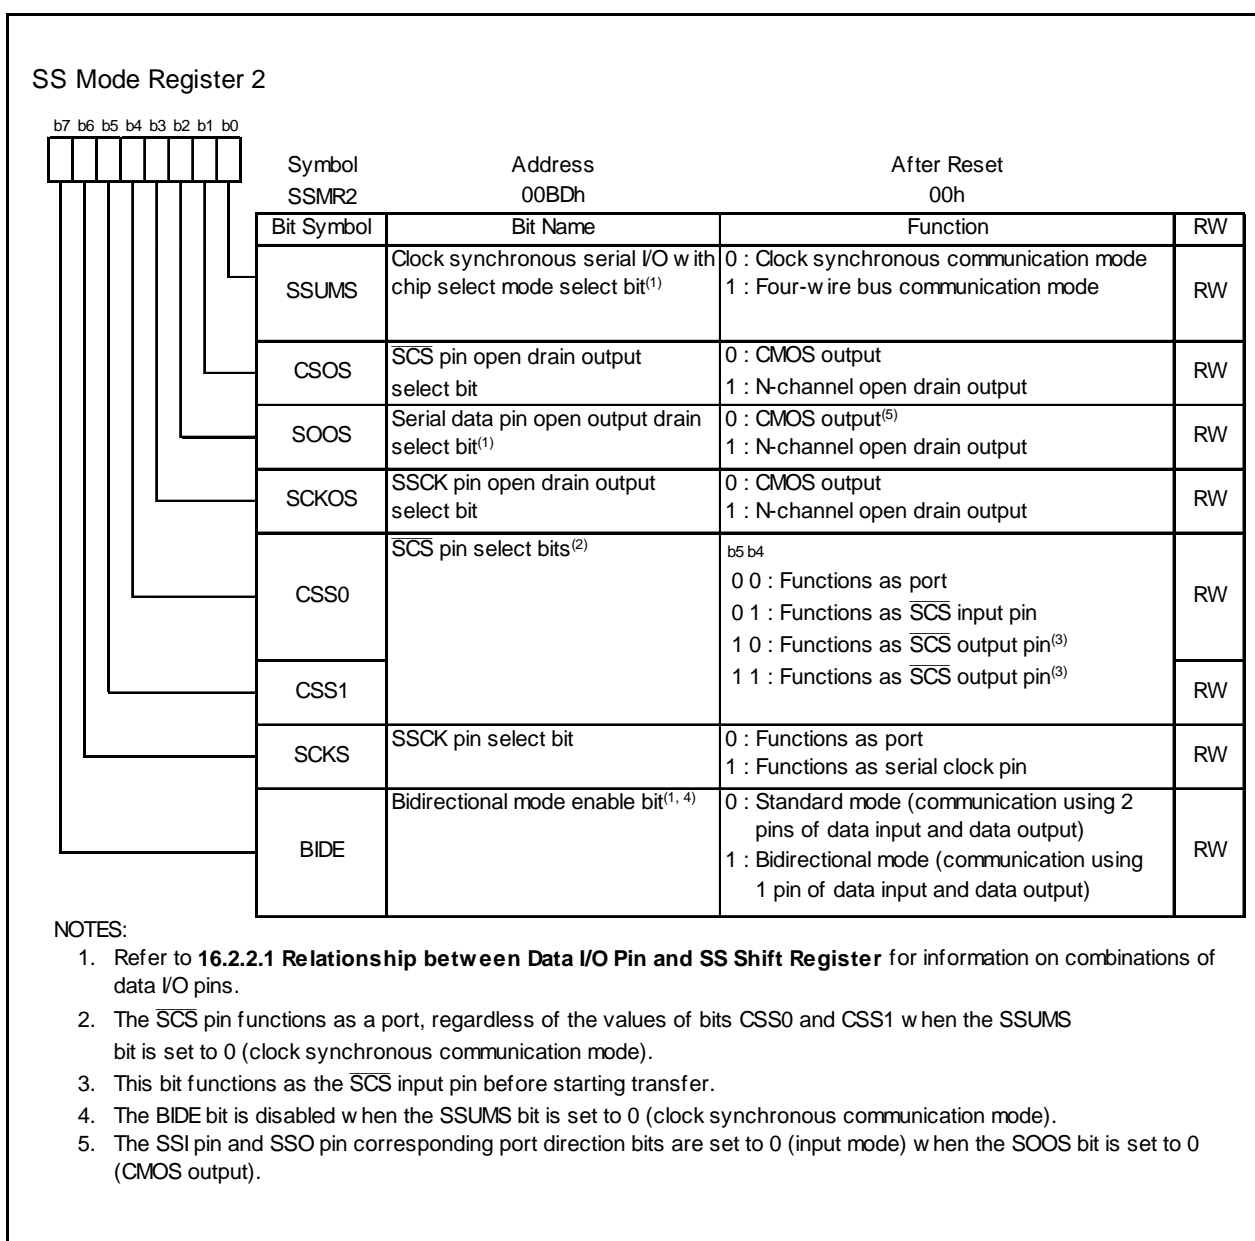 SS Mode Register 2
b7 b6 b5 b4 b3 b2 b1 b0
Symbol Address After Reset
SSMR2 00BDh 00h
Bit Symbol Bit Name Function RW
SSUMS Clock synchronous serial I/O with chip select mode select bit(1) 0 : Clock synchronous communication mode RW
1 : Four-wire bus communication mode
CSOS SCS pin open drain output select bit 0 : CMOS output RW
1 : N-channel open drain output
SOOS Serial data pin open output drain select bit(1) 0 : CMOS output(5) RW
1 : N-channel open drain output
SCKOS SSCK pin open drain output select bit 0 : CMOS output RW
1 : N-channel open drain output
CSS0 SCS pin select bits(2) b5 b4 RW
0 0 : Functions as port
0 1 : Functions as SCS input pin
1 0 : Functions as SCS output pin(3)
CSS1 1 1 : Functions as SCS output pin(3) RW
SCKS SSCK pin select bit 0 : Functions as port RW
1 : Functions as serial clock pin
BIDE Bidirectional mode enable bit(1, 4) 0 : Standard mode (communication using 2 RW
pins of data input and data output)
1 : Bidirectional mode (communication using
1 pin of data input and data output)
NOTES:
1. Refer to 16.2.2.1 Relationship between Data I/O Pin and SS Shift Register for information on combinations of
data I/O pins.
2. The SCS pin functions as a port, regardless of the values of bits CSS0 and CSS1 when the SSUMS
bit is set to 0 (clock synchronous communication mode).
3. This bit functions as the SCS input pin before starting transfer.
4. The BIDE bit is disabled when the SSUMS bit is set to 0 (clock synchronous communication mode).
5. The SSI pin and SSO pin corresponding port direction bits are set to 0 (input mode) when the SOOS bit is set to 0
(CMOS output).